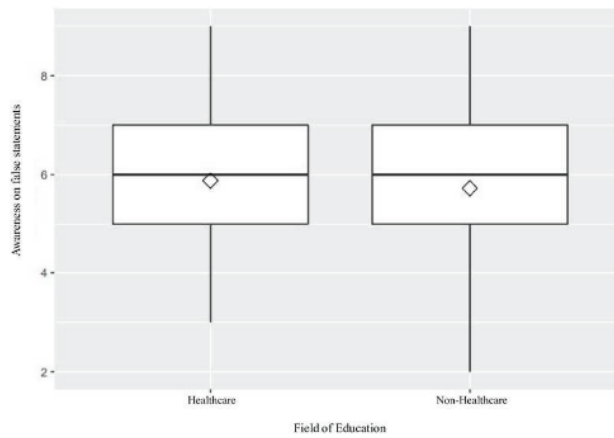 Awareness on false statements
8
6
4
2
Healthcare
Non-Healthcare
Field of Education